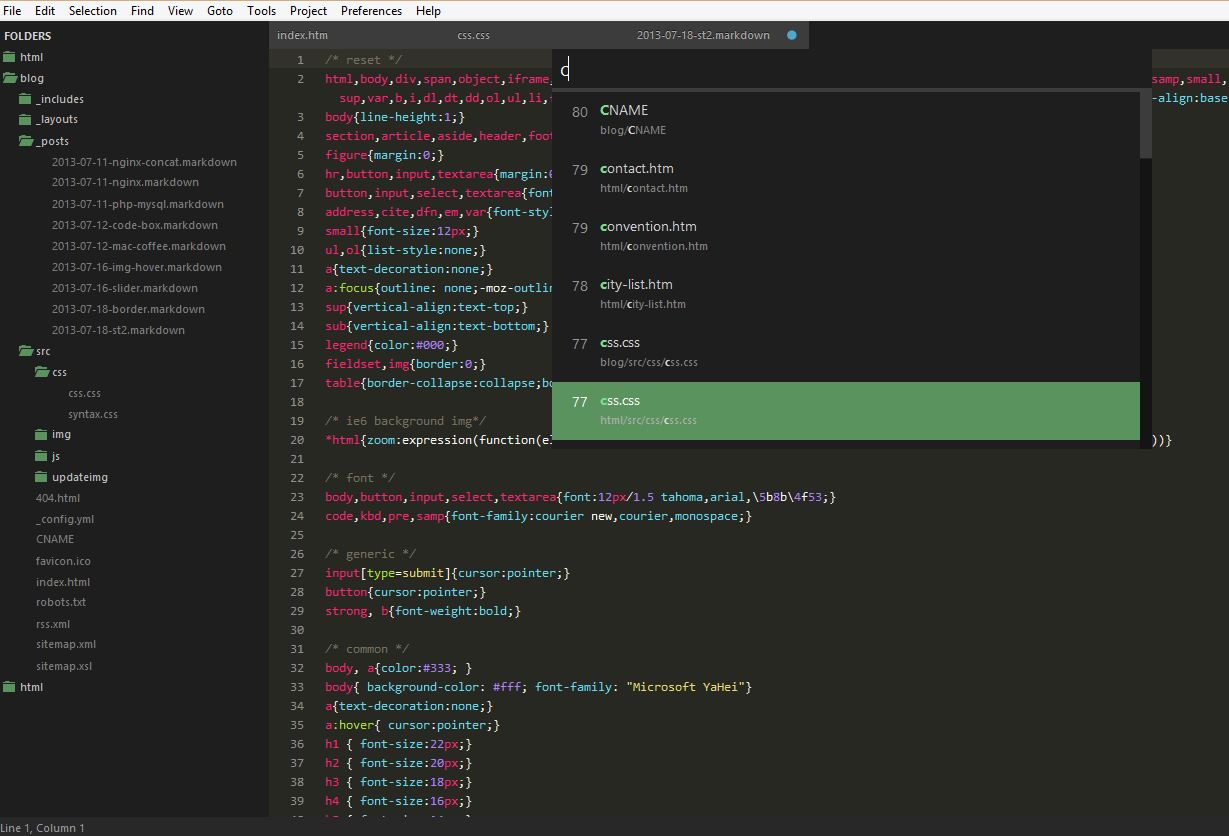 File Edit Selection Find View Goto Tools Project Preferences Help
FOLDERS
html
blog
_includes
_layouts
_posts
2013-07-11-nginx-concat.markdown
2013-07-11-nginx.markdown
2013-07-11-php-mysql.markdown
2013-07-12-code-box.markdown
2013-07-12-mac-coffee.markdown
2013-07-16-img-hover.markdown
2013-07-16-slider.markdown
2013-07-18-border.markdown
2013-07-18-st2.markdown
src
css
css.css
syntax.css
img
js
updateimg
404.html
_config.yml
CNAME
favicon.ico
index.html
robots.txt
rss.xml
sitemap.xml
sitemap.xsl
html
index.htm css.css 2013-07-18-st2.markdown
1 /* reset */
2 html,body,div,span,object,iframe, samp,small,
sup,var,b,i,dl,dt,dd,ol,ul,li, -align:base
3 body{line-height:1;}
4 section,article,aside,header,foot
5 figure{margin:0;}
6 hr,button,input,textarea{margin:0
7 button,input,select,textarea{font
8 address,cite,dfn,em,var{font-styl
9 small{font-size:12px;}
10 ul,ol{list-style:none;}
11 a{text-decoration:none;}
12 a:focus{outline: none;-moz-outlin
13 sup{vertical-align:text-top;}
14 sub{vertical-align:text-bottom;}
15 legend{color:#000;}
16 fieldset,img{border:0;}
17 table{border-collapse:collapse;bo
18
19 /* ie6 background img*/
20 *html{zoom:expression(function(el ))}
21
22 /* font */
23 body,button,input,select,textarea{font:12px/1.5 tahoma,arial,\5b8b\4f53;}
24 code,kbd,pre,samp{font-family:courier new,courier,monospace;}
25
26 /* generic */
27 input[type=submit]{cursor:pointer;}
28 button{cursor:pointer;}
29 strong, b{font-weight:bold;}
30
31 /* common */
32 body, a{color:#333; }
33 body{ background-color: #fff; font-family: "Microsoft YaHei"}
34 a{text-decoration:none;}
35 a:hover{ cursor:pointer;}
36 h1 { font-size:22px;}
37 h2 { font-size:20px;}
38 h3 { font-size:18px;}
39 h4 { font-size:16px;}
c
80 CNAME
blog/CNAME
79 contact.htm
html/contact.htm
79 convention.htm
html/convention.htm
78 city-list.htm
html/city-list.htm
77 css.css
blog/src/css/css.css
77 css.css
html/src/css/css.css
Line 1, Column 1